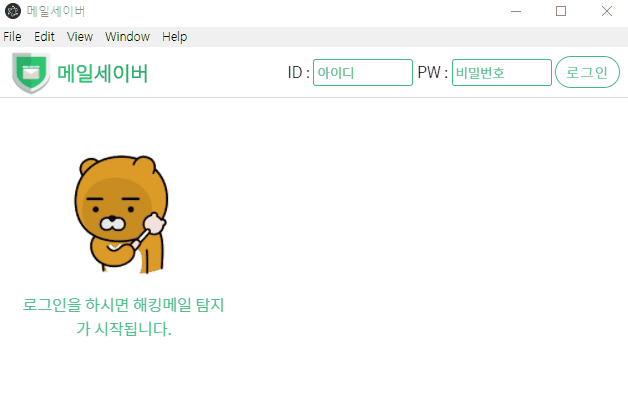 메일세이버
File Edit View Window Help
메일세이버 ID : 아이디 PW : 비밀번호 로그인
로그인을 하시면 해킹메일 탐지
가 시작됩니다.